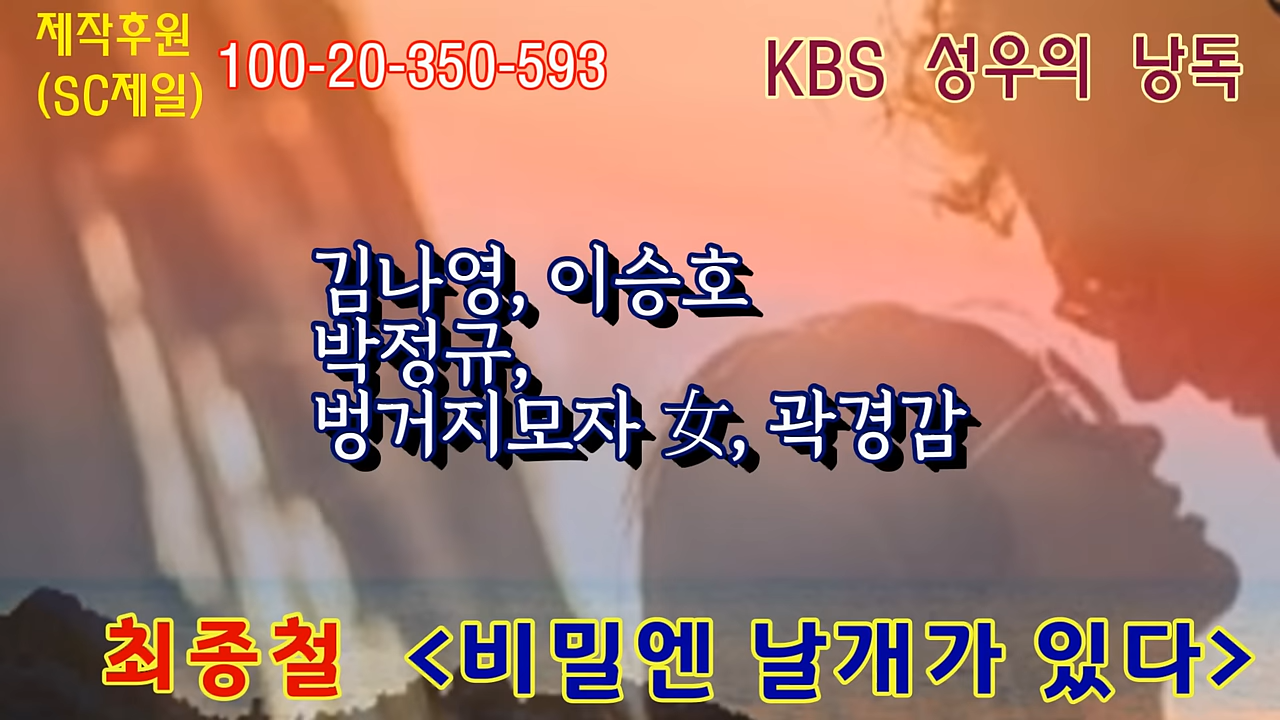 제작후원
(SC제일)
100-20-350-593
KBS 성우의 낭독
김나영, 이승호
박정규,
벙거지모자 女, 곽경감
최종철 <비밀엔 날개가 있다>